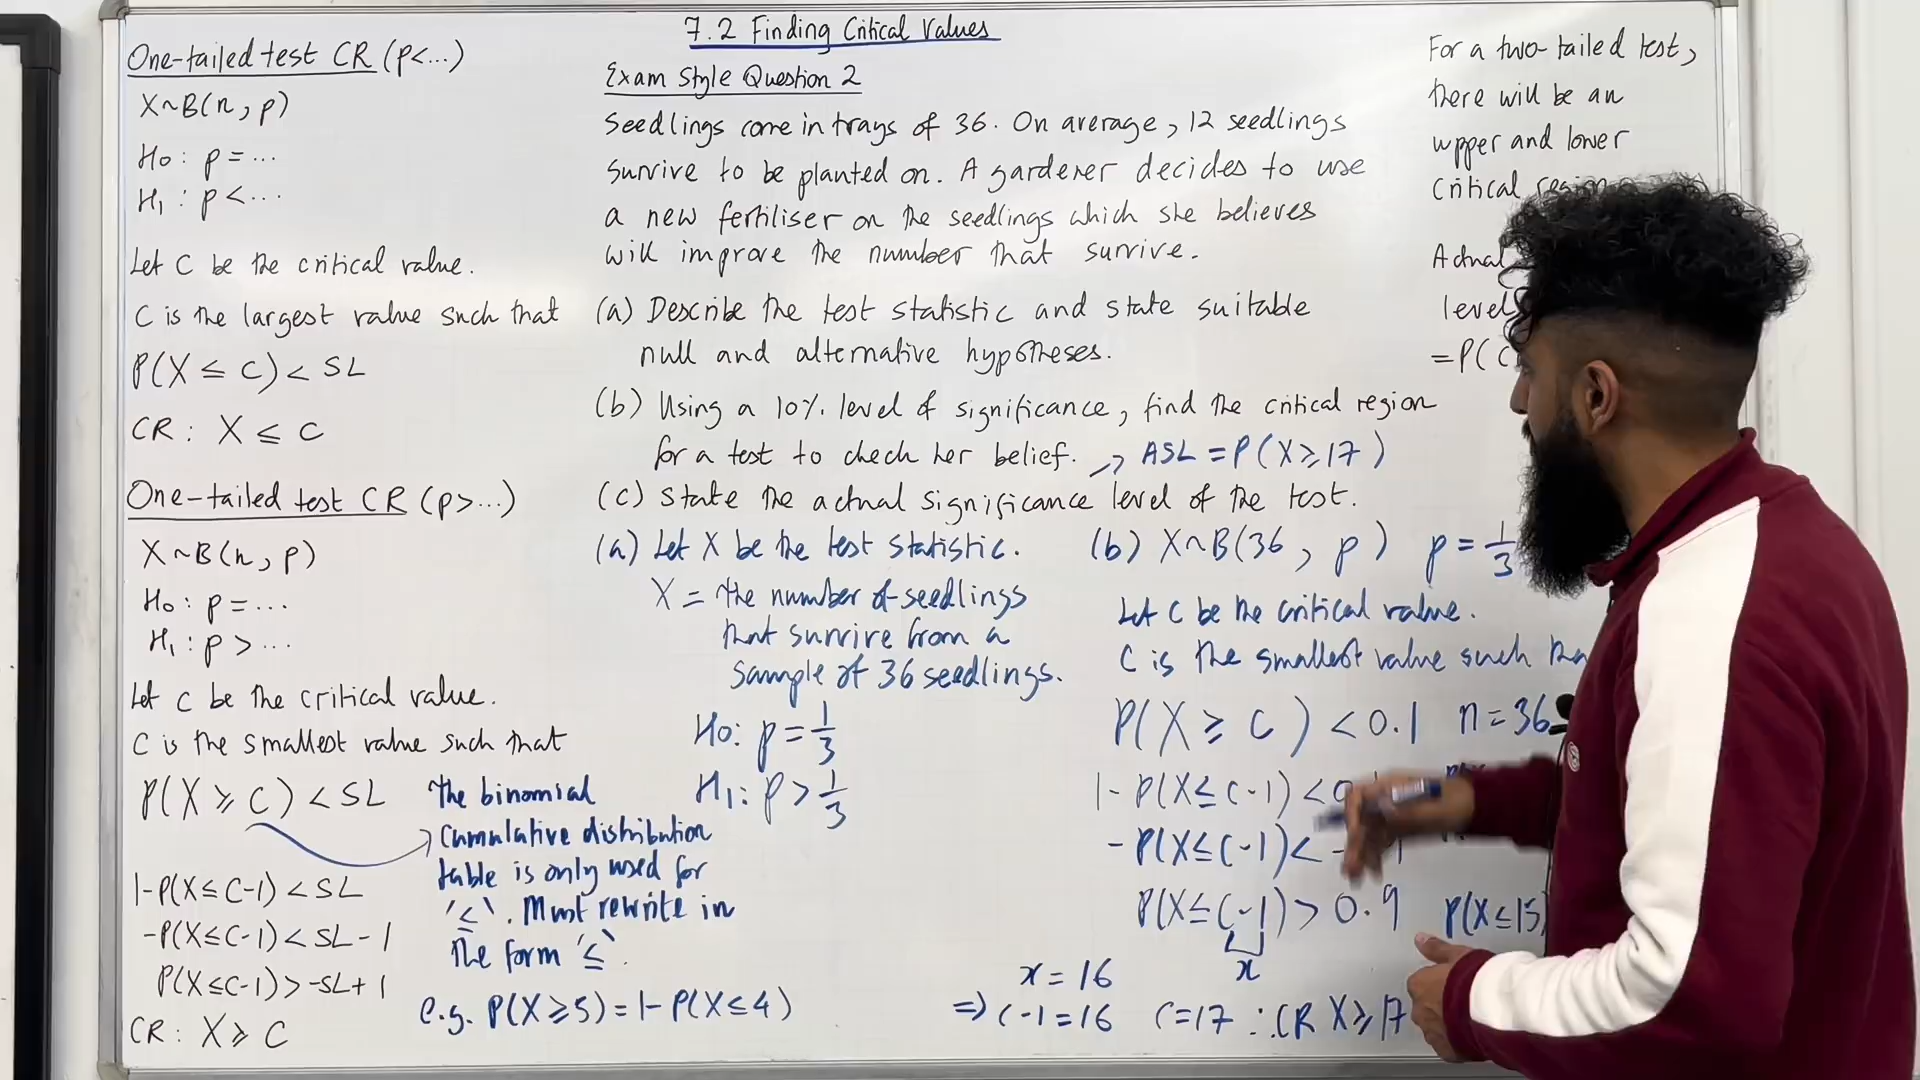 7.2 Finding Critical Values
One-tailed test CR (p<...)
X~B(n, p)
H₀: p = ...
H₁: p < ...
Let C be the critical value.
C is the largest value such that
P(X ≤ C) < SL
CR: X ≤ C
One-tailed test CR (p>...)
X~B(n, p)
H₀: p = ...
H₁: p > ...
Let C be the critical value.
C is the smallest value such that
P(X ≥ C) < SL
1-P(X≤C-1) < SL
-P(X≤C-1) < SL-1
P(X≤C-1) > -SL+1
CR: X ≥ C
the binomial
cumulative distribution
table is only used for
'≤'. Must rewrite in
the form '≤'.
e.g. P(X≥5) = 1-P(X≤4)
Exam Style Question 2
Seedlings come in trays of 36. On average, 12 seedlings
survive to be planted on. A gardener decides to use
a new fertiliser on the seedlings which she believes
will improve the number that survive.
(a) Describe the test statistic and state suitable
null and alternative hypotheses.
(b) Using a 10% level of significance, find the critical region
for a test to check her belief. → ASL = P(X≥17)
(c) State the actual significance level of the test.
(a) Let X be the test statistic.
X = the number of seedlings
that survive from a
sample of 36 seedlings.
H₀: p = 1/3
H₁: p > 1/3
(b) X~B(36, p) p = 1/3
Let C be the critical value.
C is the smallest value such
P(X ≥ C) < 0.1 n = 36
1-P(X≤C-1) <
-P(X≤C-1) <
P(X≤C-1) > 0.9 P(X≤15)
x
x = 16
⇒ C-1 = 16 C = 17 ∴ CR X ≥ 17
For a two-tailed test,
there will be an
upper and lower
critical
level
= P(C